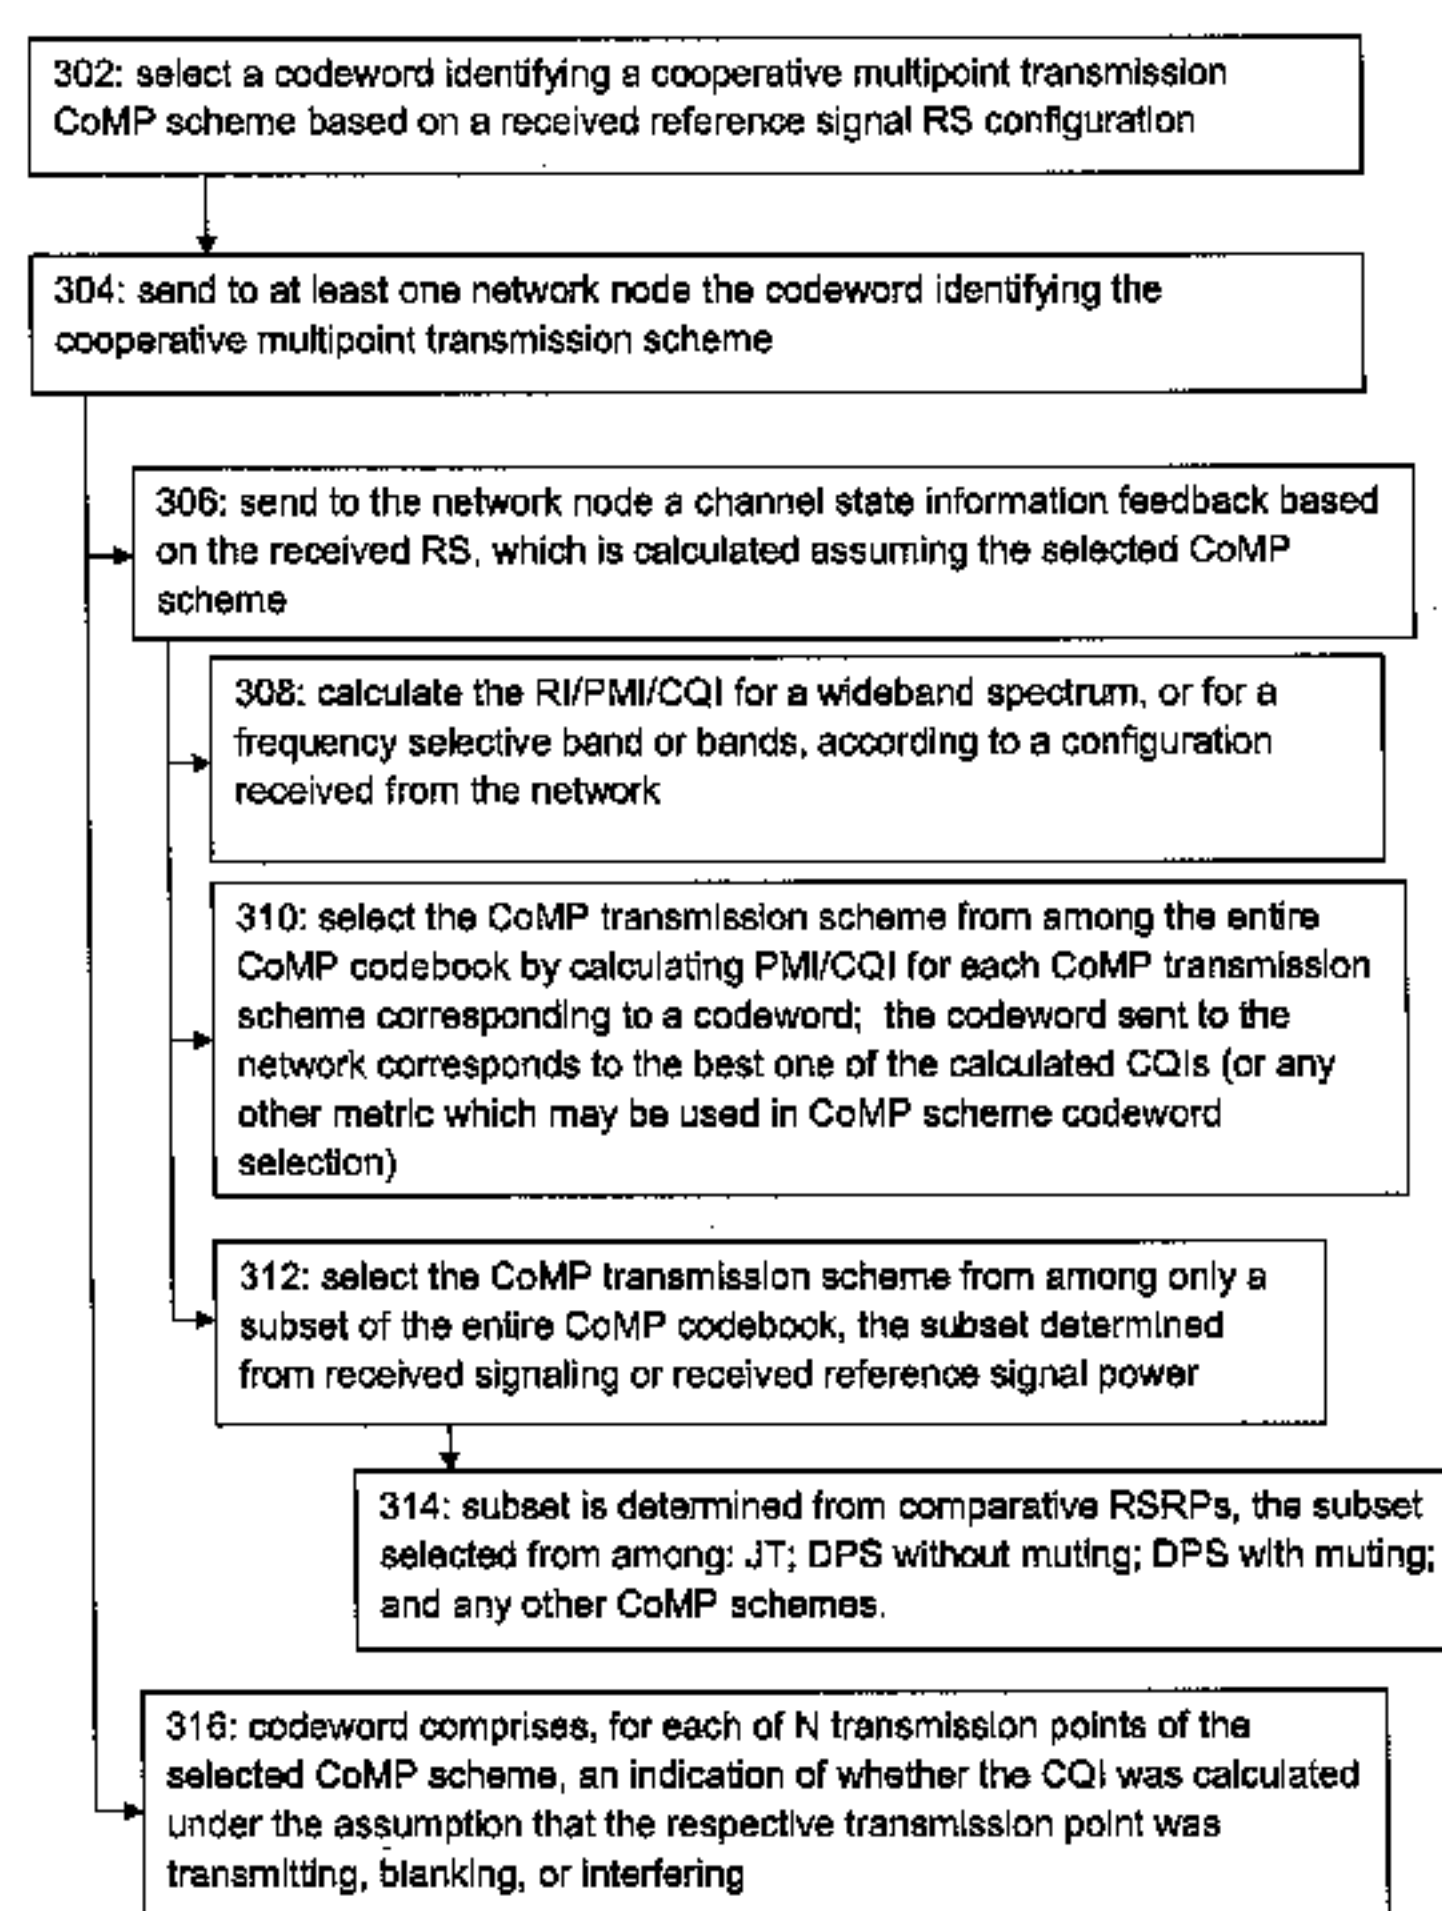 302: select a codeword identifying a cooperative multipoint transmission
CoMP scheme based on a received reference signal RS configuration
304: send to at least one network node the codeword identifying the
cooperative multipoint transmission scheme
306: send to the network node a channel state information feedback based
on the received RS, which is calculated assuming the selected CoMP
scheme
308: calculate the RI/PMI/CQI for a wideband spectrum, or for a
frequency selective band or bands, according to a configuration
received from the network
310: select the CoMP transmission scheme from among the entire
CoMP codebook by calculating PMI/CQI for each CoMP transmission
scheme corresponding to a codeword; the codeword sent to the
network corresponds to the best one of the calculated CQIs (or any
other metric which may be used in CoMP scheme codeword
selection)
312: select the CoMP transmission scheme from among only a
subset of the entire CoMP codebook, the subset determined
from received signaling or received reference signal power
314: subset is determined from comparative RSRPs, the subset
selected from among: JT; DPS without muting; DPS with muting;
and any other CoMP schemes.
316: codeword comprises, for each of N transmission points of the
selected CoMP scheme, an indication of whether the CQI was calculated
under the assumption that the respective transmission point was
transmitting, blanking, or interfering